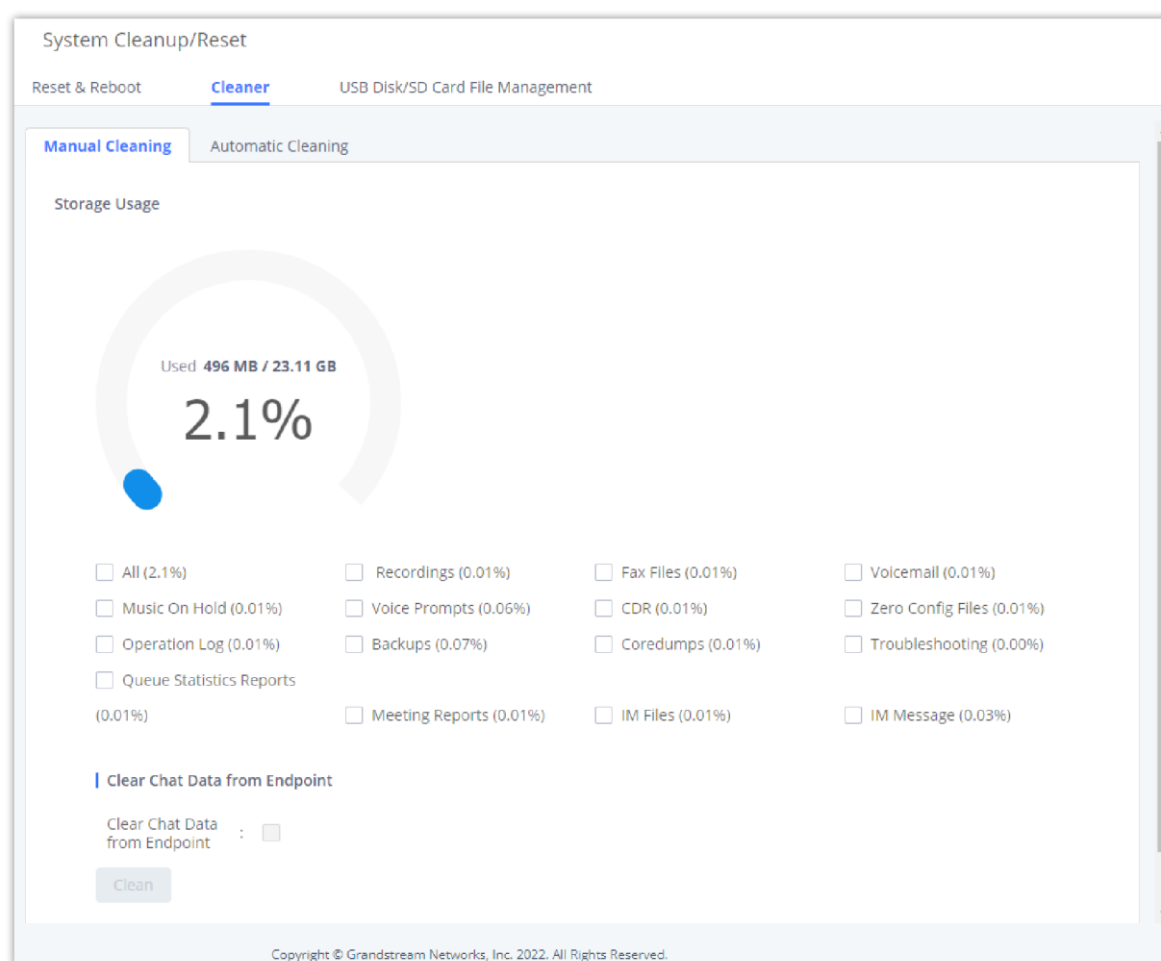 System Cleanup/Reset
Reset & Reboot Cleaner USB Disk/SD Card File Management
Manual Cleaning Automatic Cleaning
Storage Usage
Used 496 MB / 23.11 GB
2.1%
All (2.1%) Recordings (0.01%) Fax Files (0.01%) Voicemail (0.01%)
Music On Hold (0.01%) Voice Prompts (0.06%) CDR (0.01%) Zero Config Files (0.01%)
Operation Log (0.01%) Backups (0.07%) Coredumps (0.01%) Troubleshooting (0.00%)
Queue Statistics Reports
(0.01%) Meeting Reports (0.01%) IM Files (0.01%) IM Message (0.03%)
Clear Chat Data from Endpoint
Clear Chat Data
from Endpoint :
Clean
Copyright © Grandstream Networks, Inc. 2022. All Rights Reserved.